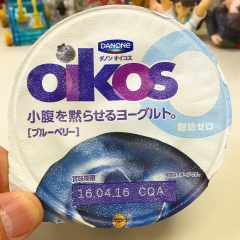 DANONE
ダノン オイコス
oikos
脂肪ゼロ
小腹を黙らせるヨーグルト。
[ブルーベリー]
賞味期限
16.04.16 CQA